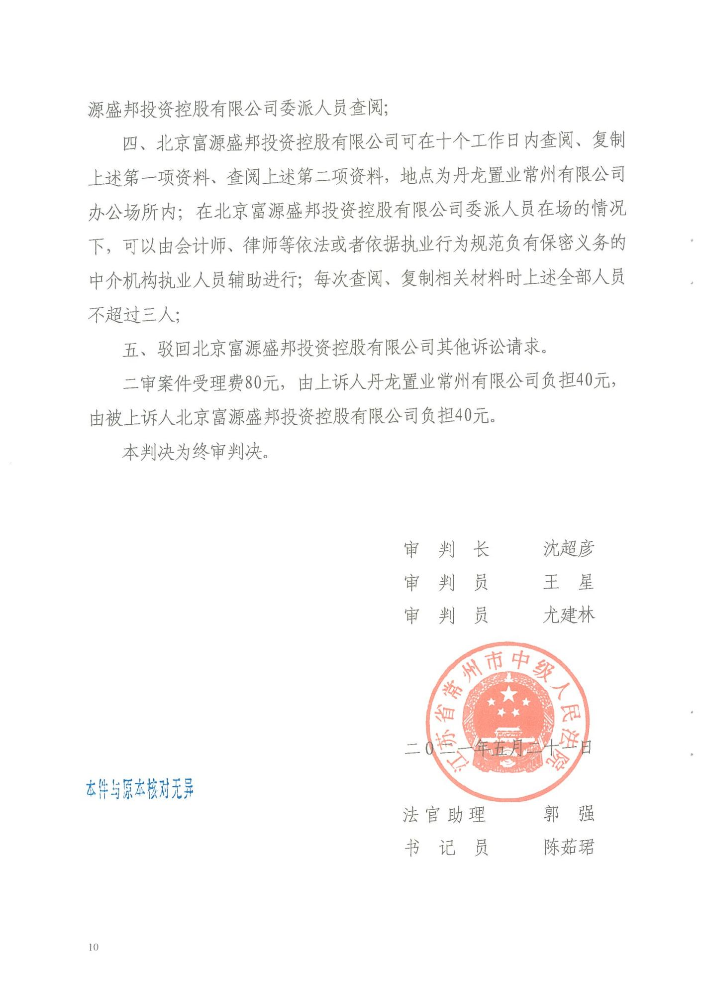 源盛邦投资控股有限公司委派人员查阅；
四、北京富源盛邦投资控股有限公司可在十个工作日内查阅、复制
上述第一项资料、查阅上述第二项资料，地点为丹龙置业常州有限公司
办公场所内；在北京富源盛邦投资控股有限公司委派人员在场的情况
下，可以由会计师、律师等依法或者依据执业行为规范负有保密义务的
中介机构执业人员辅助进行；每次查阅、复制相关材料时上述全部人员
不超过三人；
五、驳回北京富源盛邦投资控股有限公司其他诉讼请求。
二审案件受理费80元，由上诉人丹龙置业常州有限公司负担40元，
由被上诉人北京富源盛邦投资控股有限公司负担40元。
本判决为终审判决。
审 判 长 沈超彦
审 判 员 王 星
审 判 员 尤建林
江苏省常州市中级人民法院
二〇二一年五月二十一日
本件与原本核对无异
法官助理 郭 强
书 记 员 陈茹珺
10